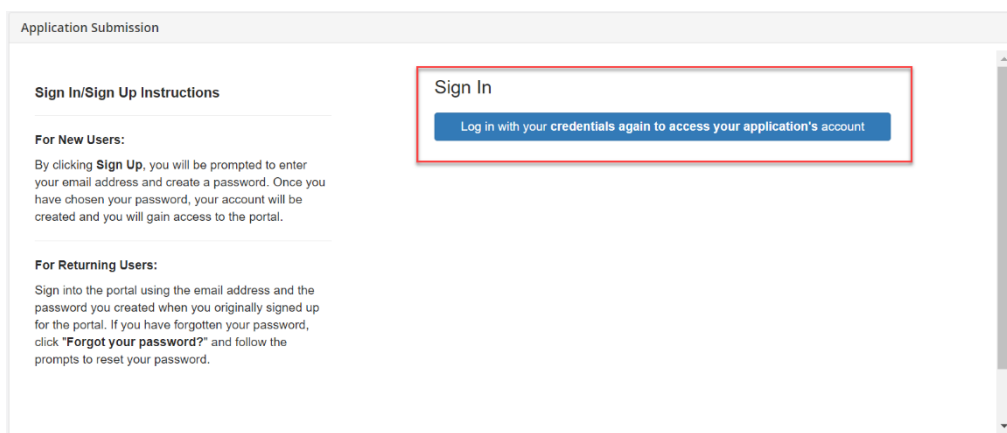 Application Submission
Sign In/Sign Up Instructions
For New Users:
By clicking Sign Up, you will be prompted to enter
your email address and create a password. Once you
have chosen your password, your account will be
created and you will gain access to the portal.
For Returning Users:
Sign into the portal using the email address and the
password you created when you originally signed up
for the portal. If you have forgotten your password,
click "Forgot your password?" and follow the
prompts to reset your password.
Sign In
Log in with your credentials again to access your application's account